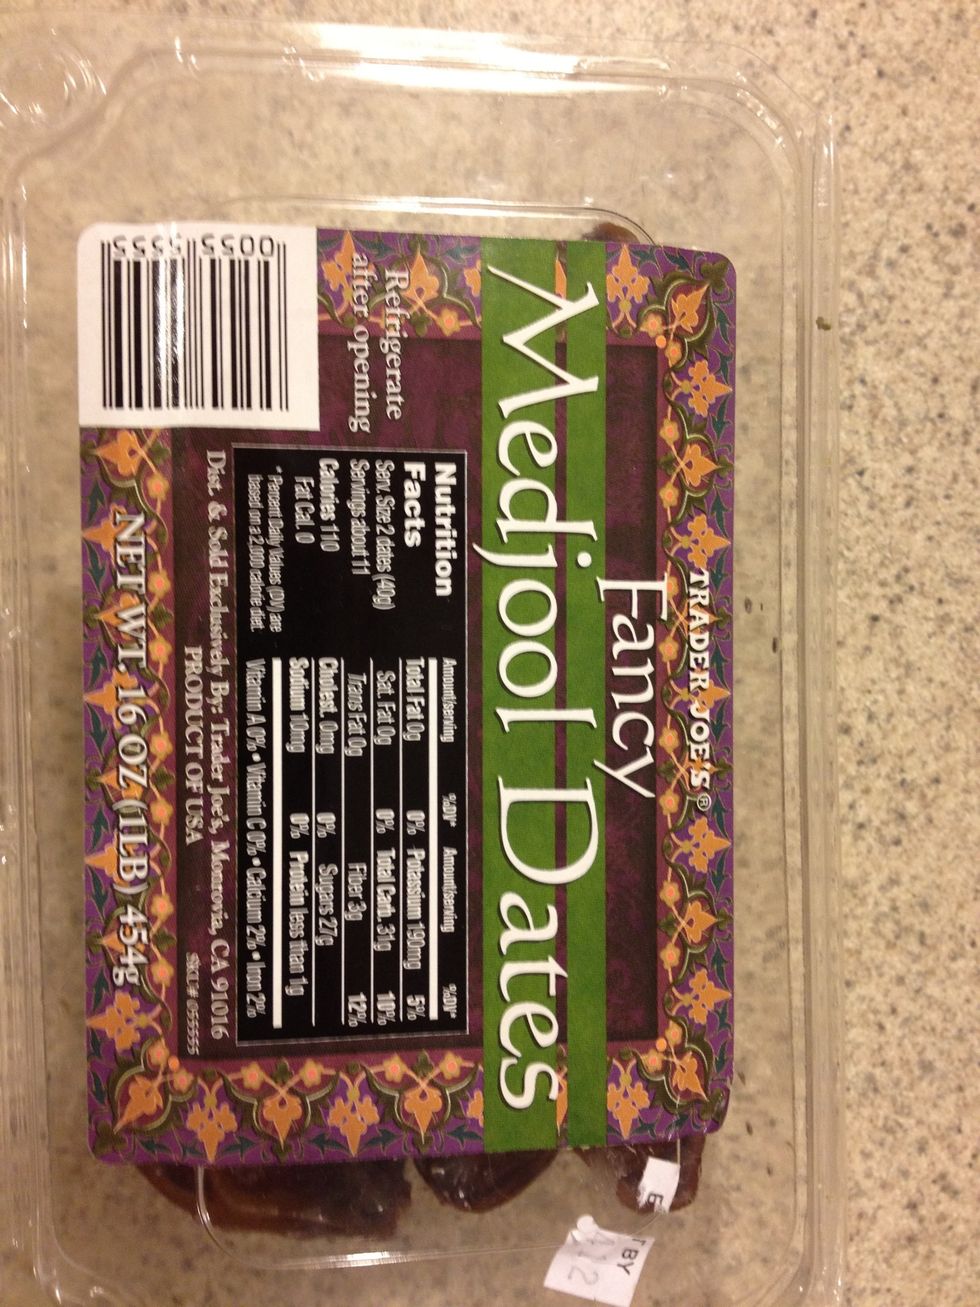 TRADER JOE'S®
Fancy
Medjool Dates
Refrigerate
after opening
0055 5555
Nutrition
Facts
Serv. Size 2 dates (40g)
Servings about 11
Calories 110
Fat Cal. 0
* Percent Daily Values (DV) are
based on a 2,000 calorie diet.
Amount/serving %DV* Amount/serving %DV*
Total Fat 0g 0% Potassium 190mg 5%
Sat. Fat 0g 0% Total Carb. 31g 10%
Trans Fat 0g Fiber 3g 12%
Cholest. 0mg 0% Sugars 27g
Sodium 10mg 0% Protein less than 1g
Vitamin A 0% • Vitamin C 0% • Calcium 2% • Iron 2%
Dist. & Sold Exclusively By: Trader Joe's, Monrovia, CA 91016
PRODUCT OF USA SKU# 055555
NET WT. 16 OZ (1LB) 454g
BY